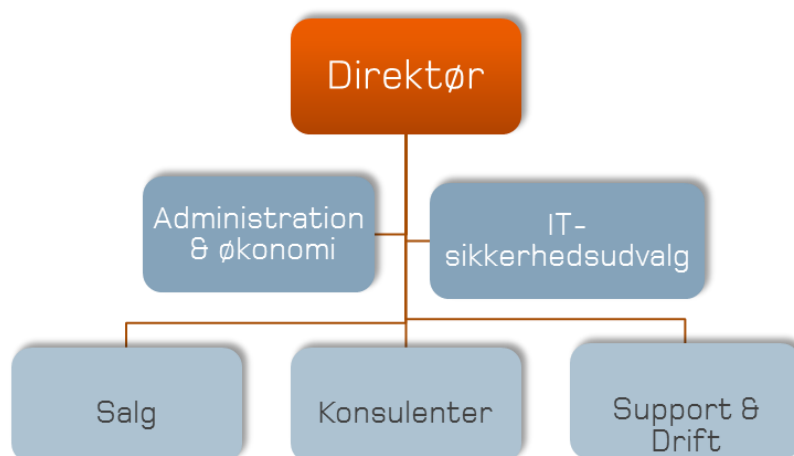 Direktør
Administration
& økonomi
IT-
sikkerhedsudvalg
Salg
Konsulenter
Support &
Drift